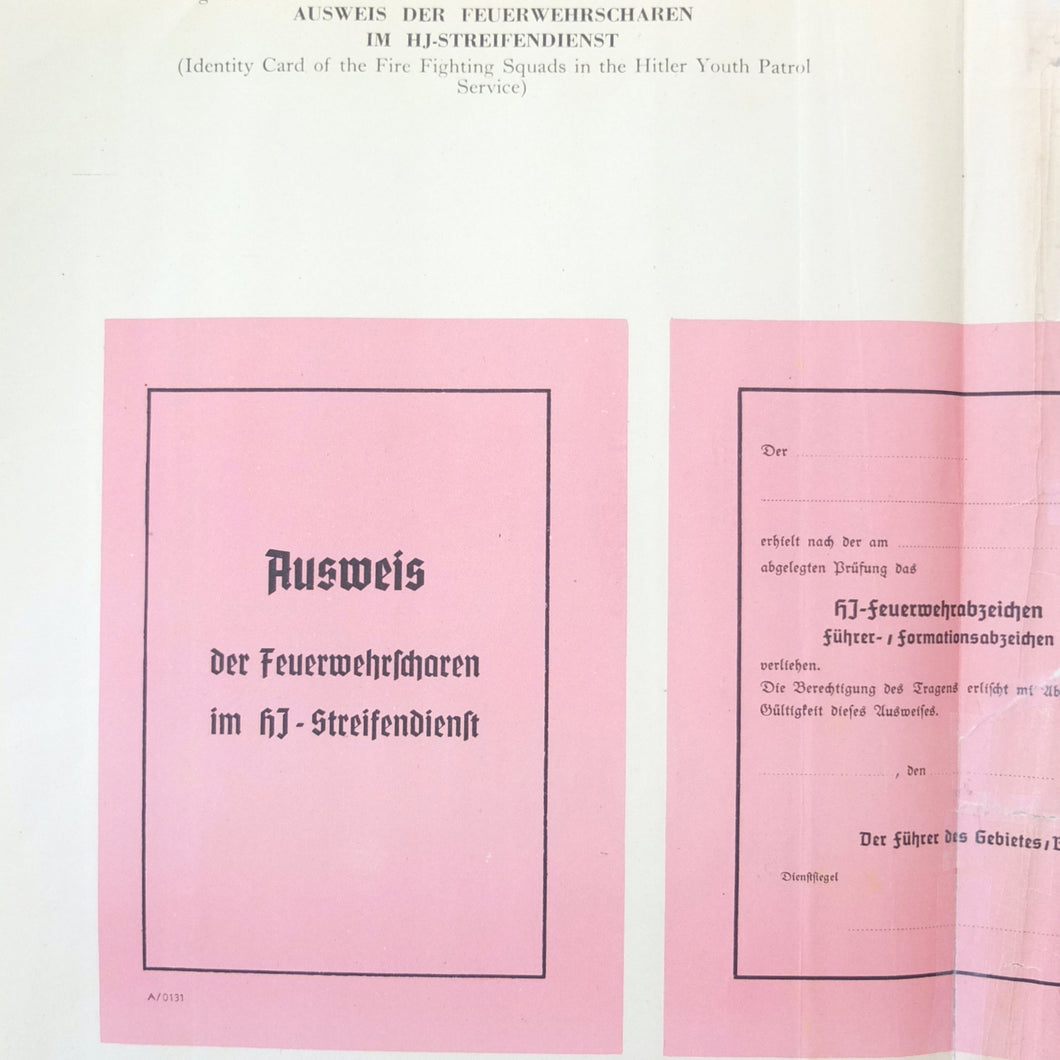 AUSWEIS DER FEUERWEHRSCHAREN
IM HJ-STREIFENDIENST
(Identity Card of the Fire Fighting Squads in the Hitler Youth Patrol
Service)
Ausweis
der Feuerwehrscharen
im HJ-Streifendienst
A/0131
Der
erhielt nach der am
abgelegten Prüfung das
HJ-Feuerwehrabzeichen
Führer- / Formationsabzeichen
verliehen.
Die Berechtigung des Tragens erlischt
Gültigkeit dieses Ausweises.
, den
Der Führer des Gebietes /
Dienstsiegel